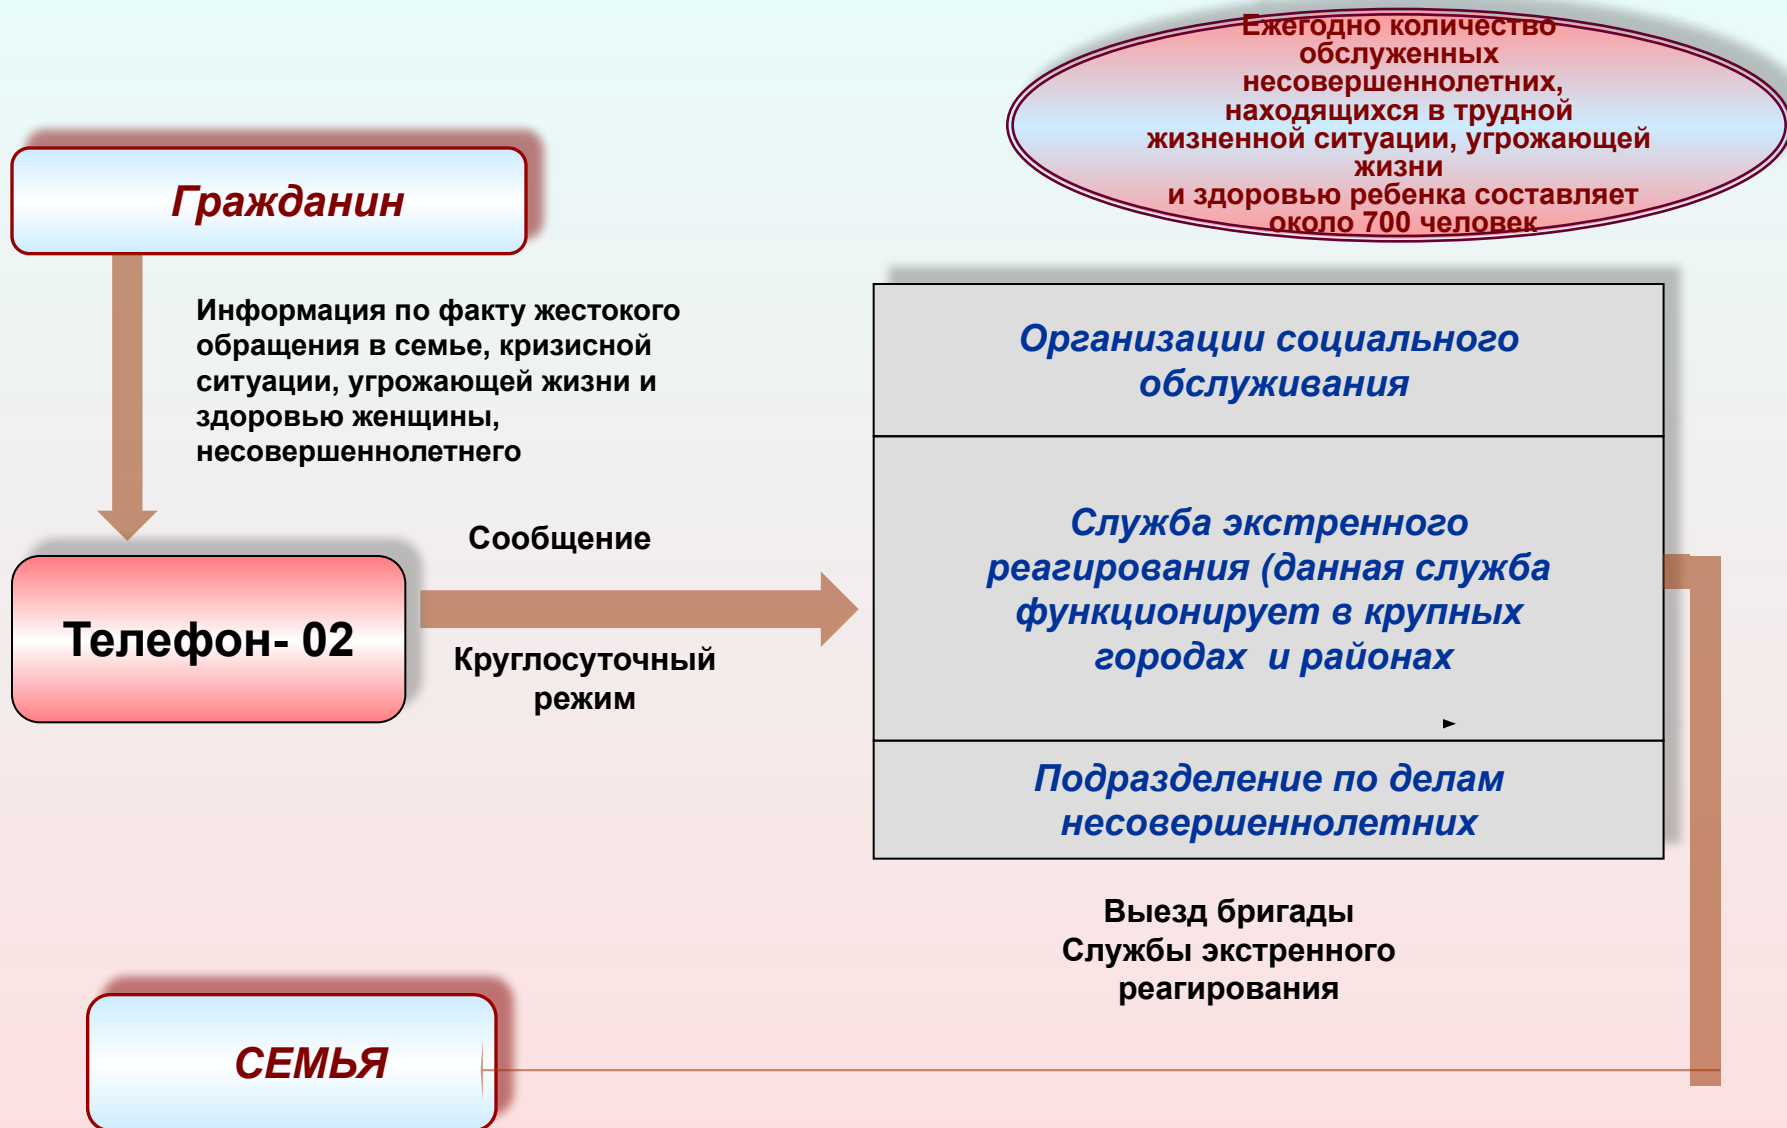 Ежегодно количество
обслуженных
несовершеннолетних,
находящихся в трудной
жизненной ситуации, угрожающей
жизни
и здоровью ребенка составляет
около 700 человек
Гражданин
Информация по факту жестокого
обращения в семье, кризисной
ситуации, угрожающей жизни и
здоровью женщины,
несовершеннолетнего
Организации социального
обслуживания
Сообщение
Служба экстренного
реагирования (данная служба
функционирует в крупных
городах  и районах
Телефон- 02
Круглосуточный
режим
Подразделение по делам
несовершеннолетних
Выезд бригады
Службы экстренного
реагирования
СЕМЬЯ